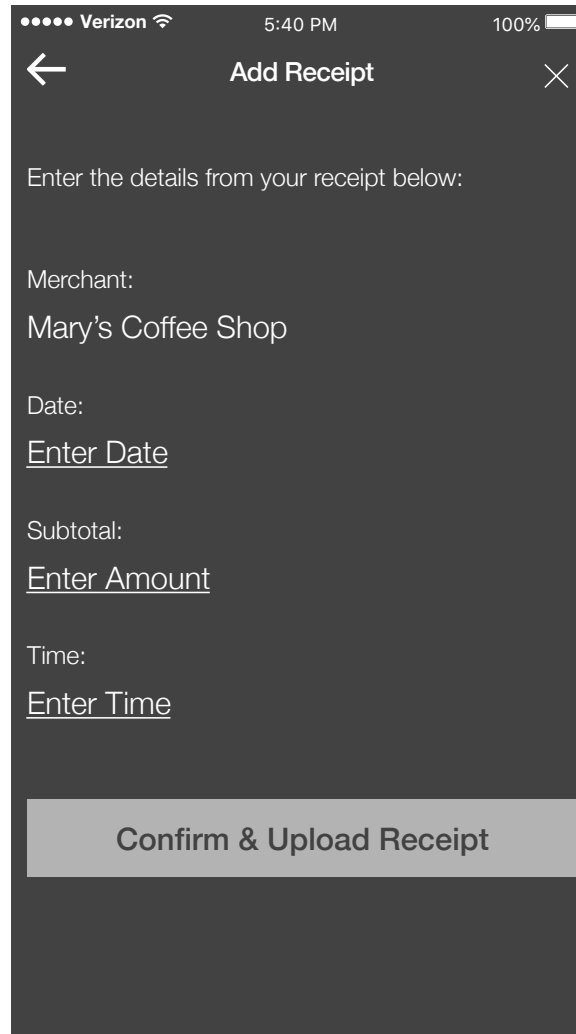 Verizon 5:40 PM 100%
Add Receipt
Enter the details from your receipt below:
Merchant:
Mary’s Coffee Shop
Date:
Enter Date
Subtotal:
Enter Amount
Time:
Enter Time
Confirm & Upload Receipt